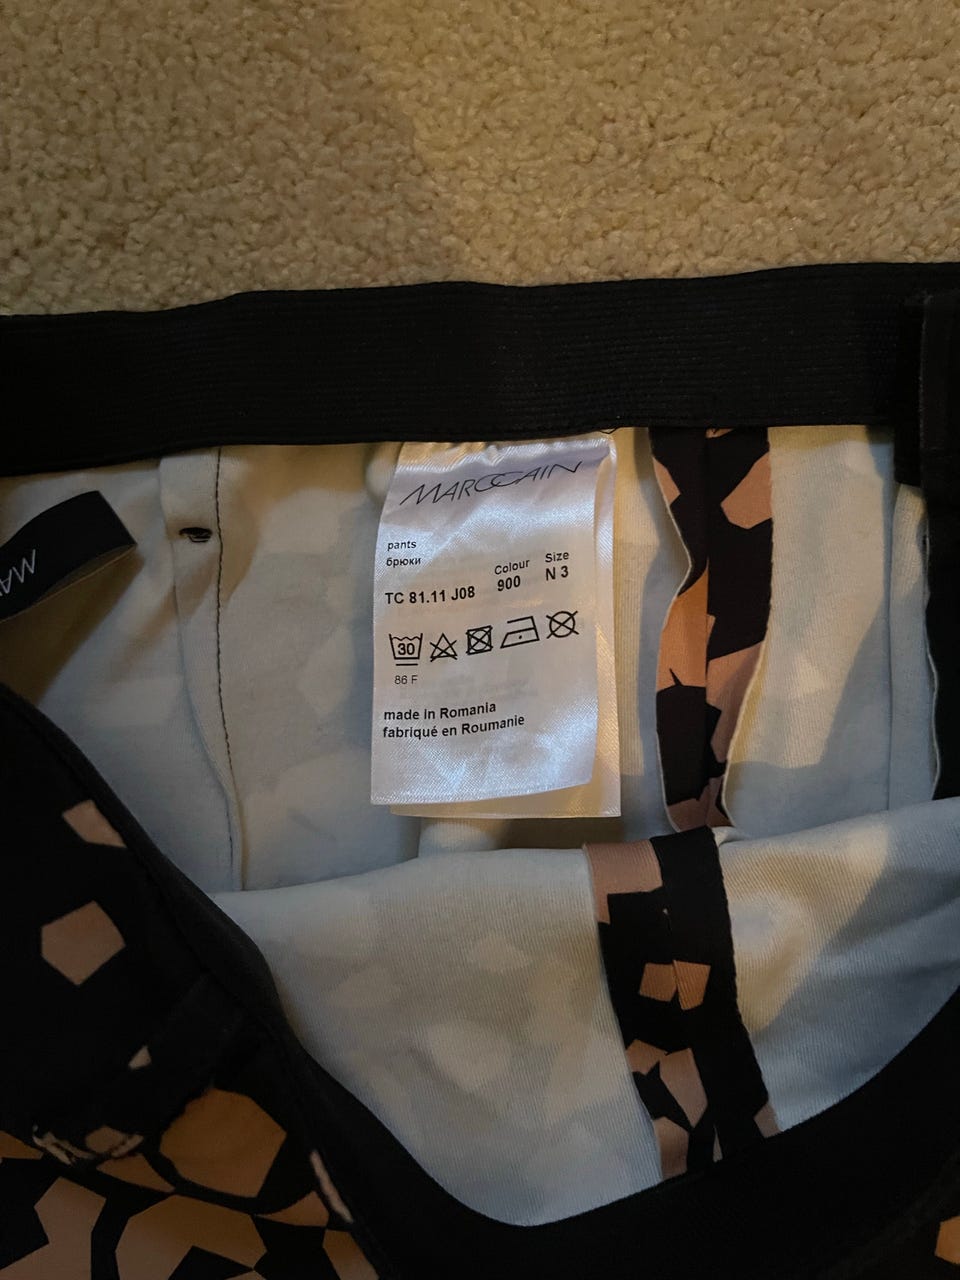 MARCCAIN
pants
брюки
TC 81.11 J08
Colour
900
Size
N 3
30
86 F
made in Romania
fabriqué en Roumanie
MA